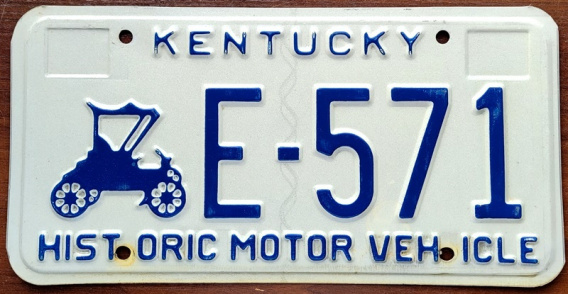 KENTUCKY
E-571
HISTORIC MOTOR VEHICLE